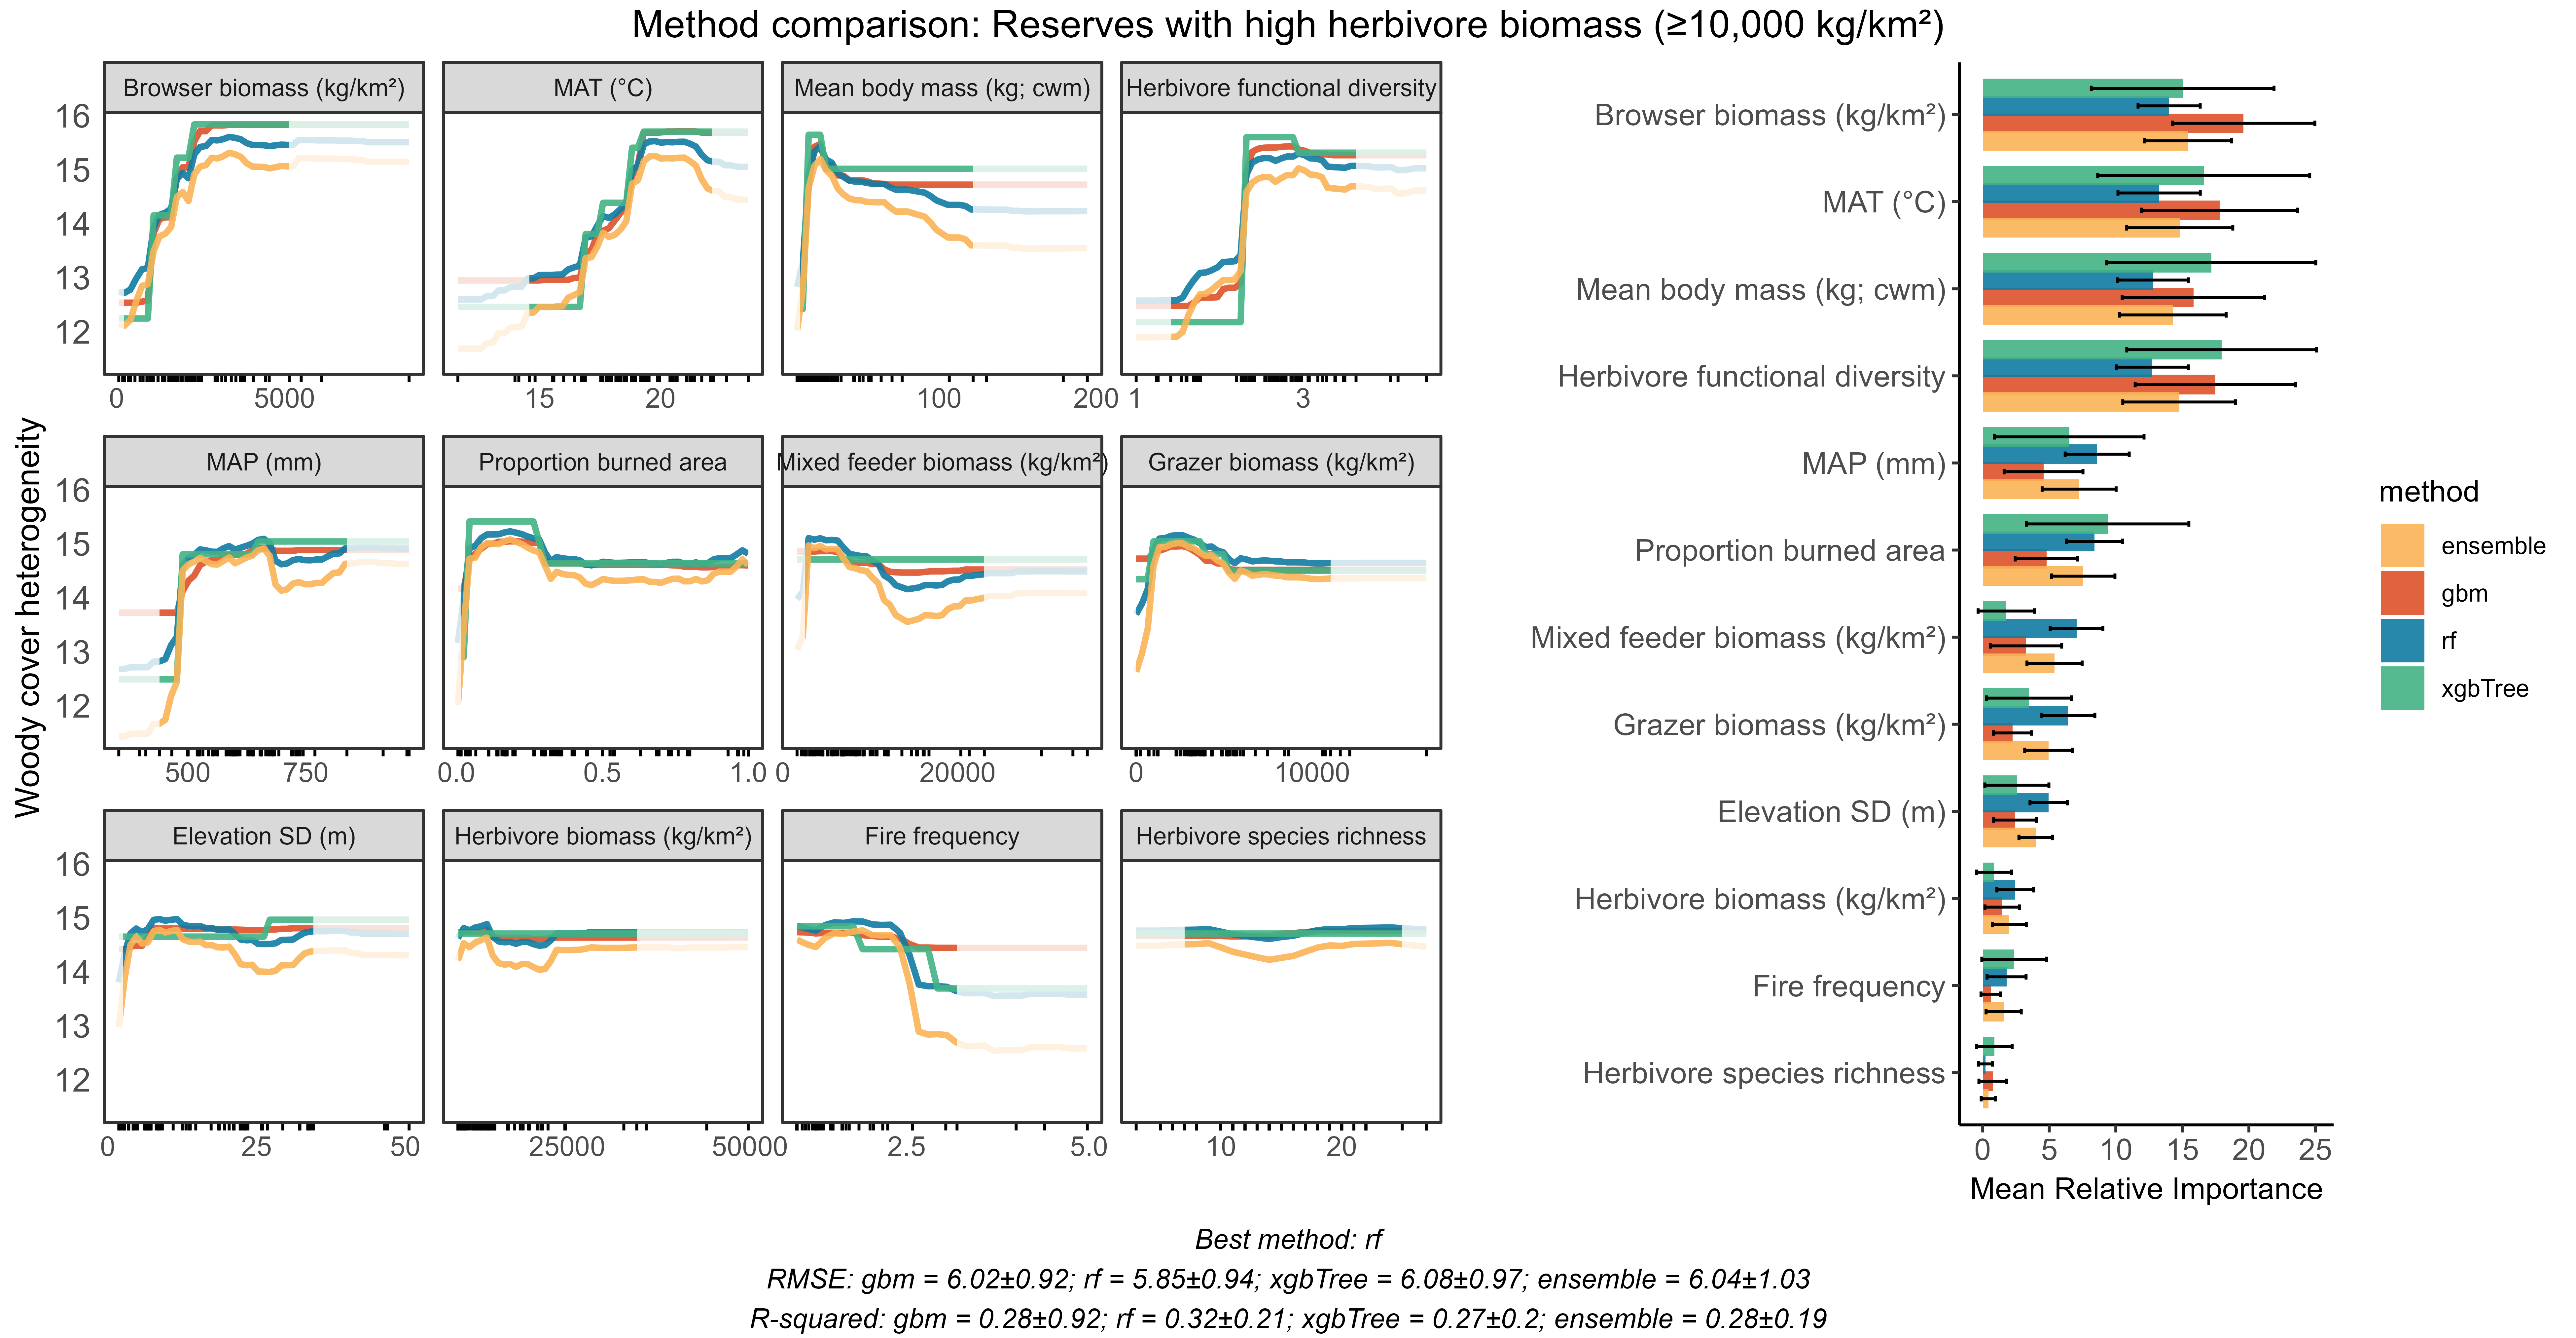 Method comparison: Reserves with high herbivore biomass (≥10,000 kg/km²)
Woody cover heterogeneity
Browser biomass (kg/km²)
MAT (°C)
Mean body mass (kg; cwm)
Herbivore functional diversity
16
15
14
13
12
0 5000
15 20
100 200
1 3
MAP (mm)
Proportion burned area
Mixed feeder biomass (kg/km²)
Grazer biomass (kg/km²)
16
15
14
13
12
500 750
0.0 0.5 1.0
0 20000
0 10000
Elevation SD (m)
Herbivore biomass (kg/km²)
Fire frequency
Herbivore species richness
16
15
14
13
12
0 25 50
25000 50000
2.5 5.0
10 20
Browser biomass (kg/km²)
MAT (°C)
Mean body mass (kg; cwm)
Herbivore functional diversity
MAP (mm)
Proportion burned area
Mixed feeder biomass (kg/km²)
Grazer biomass (kg/km²)
Elevation SD (m)
Herbivore biomass (kg/km²)
Fire frequency
Herbivore species richness
0 5 10 15 20 25
Mean Relative Importance
method
ensemble
gbm
rf
xgbTree
Best method: rf
RMSE: gbm = 6.02±0.92; rf = 5.85±0.94; xgbTree = 6.08±0.97; ensemble = 6.04±1.03
R-squared: gbm = 0.28±0.92; rf = 0.32±0.21; xgbTree = 0.27±0.2; ensemble = 0.28±0.19